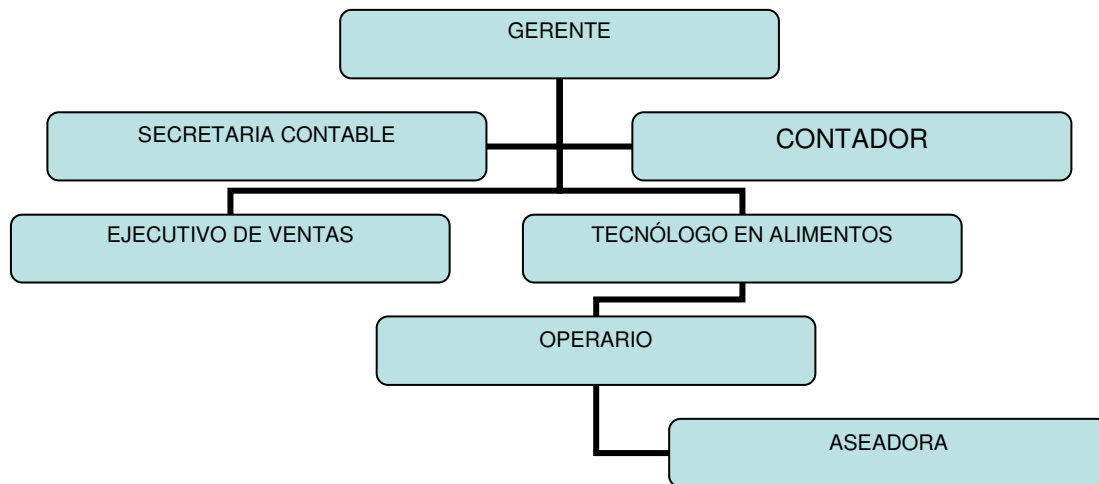 GERENTE
SECRETARIA CONTABLE
CONTADOR
EJECUTIVO DE VENTAS
TECNÓLOGO EN ALIMENTOS
OPERARIO
ASEADORA